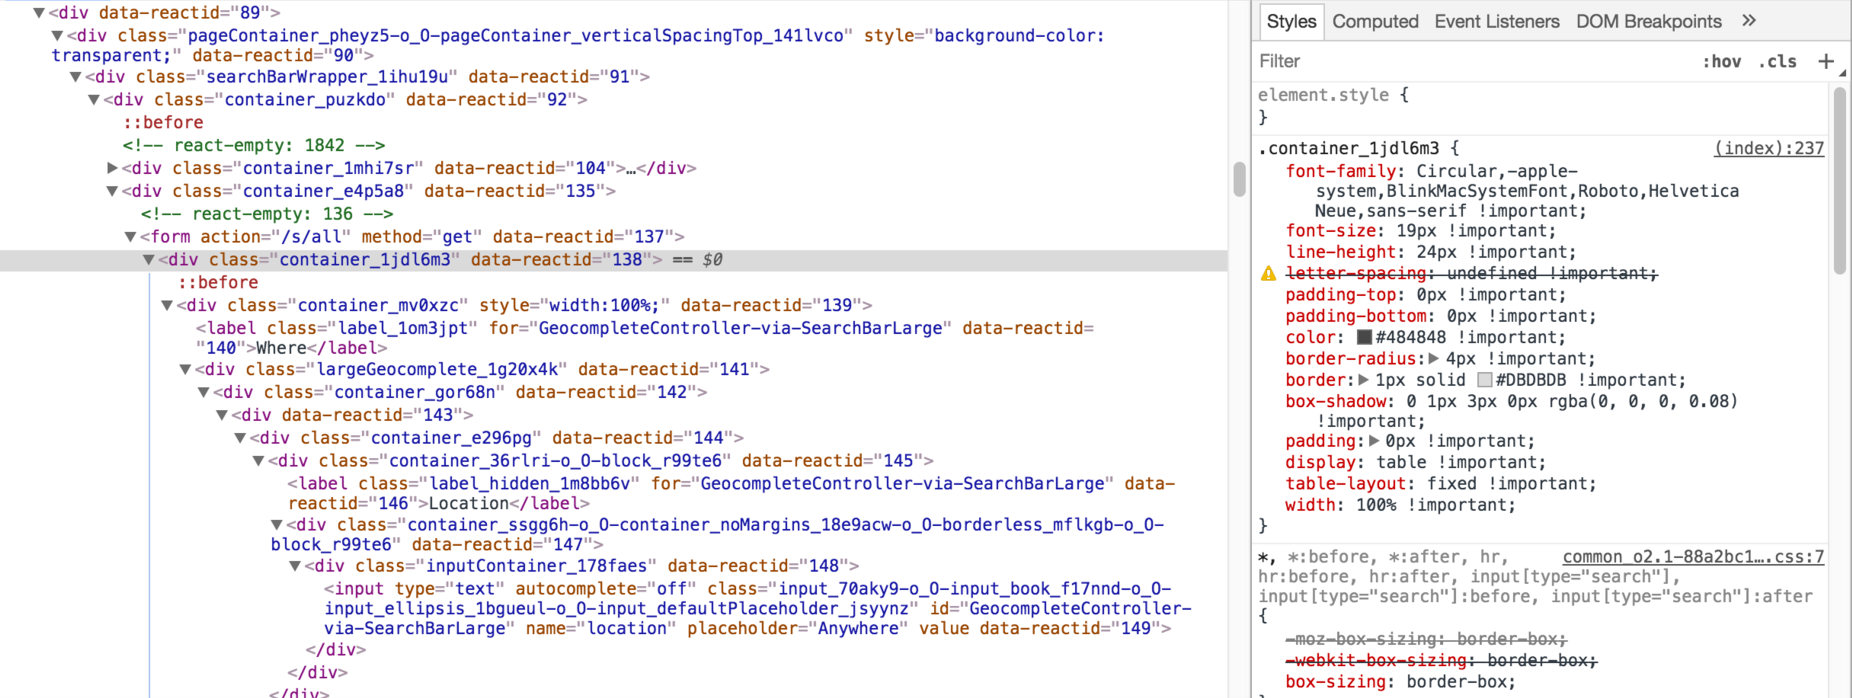 ▼<div data-reactid="89">
▼<div class="pageContainer_pheyz5-o_O-pageContainer_verticalSpacingTop_141lvco" style="background-color:
transparent;" data-reactid="90">
▼<div class="searchBarWrapper_1ihu19u" data-reactid="91">
▼<div class="container_puzkdo" data-reactid="92">
::before
<!-- react-empty: 1842 -->
▶<div class="container_1mhi7sr" data-reactid="104">…</div>
▼<div class="container_e4p5a8" data-reactid="135">
<!-- react-empty: 136 -->
▼<form action="/s/all" method="get" data-reactid="137">
▼<div class="container_1jdl6m3" data-reactid="138"> == $0
::before
▼<div class="container_mv0xzc" style="width:100%;" data-reactid="139">
<label class="label_1om3jpt" for="GeocompleteController-via-SearchBarLarge" data-reactid=
"140">Where</label>
▼<div class="largeGeocomplete_1g20x4k" data-reactid="141">
▼<div class="container_gor68n" data-reactid="142">
▼<div data-reactid="143">
▼<div class="container_e296pg" data-reactid="144">
▼<div class="container_36rlri-o_O-block_r99te6" data-reactid="145">
<label class="label_hidden_1m8bb6v" for="GeocompleteController-via-SearchBarLarge" data-
reactid="146">Location</label>
▼<div class="container_ssgg6h-o_O-container_noMargins_18e9acw-o_O-borderless_mflkgb-o_O-
block_r99te6" data-reactid="147">
▼<div class="inputContainer_178faes" data-reactid="148">
<input type="text" autocomplete="off" class="input_70aky9-o_O-input_book_f17nnd-o_O-
input_ellipsis_1bgueul-o_O-input_defaultPlaceholder_jsyynz" id="GeocompleteController-
via-SearchBarLarge" name="location" placeholder="Anywhere" value data-reactid="149">
</div>
</div>
</div>
Styles Computed Event Listeners DOM Breakpoints »
Filter :hov .cls +
element.style {
}
.container_1jdl6m3 { (index):237
font-family: Circular,-apple-
system,BlinkMacSystemFont,Roboto,Helvetica
Neue,sans-serif !important;
font-size: 19px !important;
line-height: 24px !important;
letter-spacing: undefined !important;
padding-top: 0px !important;
padding-bottom: 0px !important;
color: #484848 !important;
border-radius:▶ 4px !important;
border:▶ 1px solid #DBDBDB !important;
box-shadow: 0 1px 3px 0px rgba(0, 0, 0, 0.08)
!important;
padding:▶ 0px !important;
display: table !important;
table-layout: fixed !important;
width: 100% !important;
}
*, *:before, *:after, hr, common_o2.1-88a2bc1….css:7
hr:before, hr:after, input[type="search"],
input[type="search"]:before, input[type="search"]:after
{
-moz-box-sizing: border-box;
-webkit-box-sizing: border-box;
box-sizing: border-box;